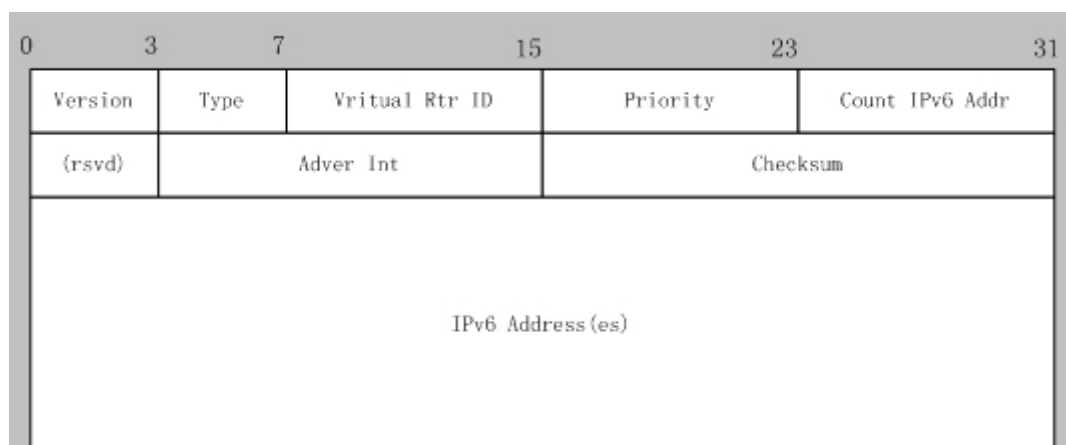 0 3 7 15 23 31
Version Type Vritual Rtr ID Priority Count IPv6 Addr
(rsvd) Adver Int Checksum
IPv6 Address(es)